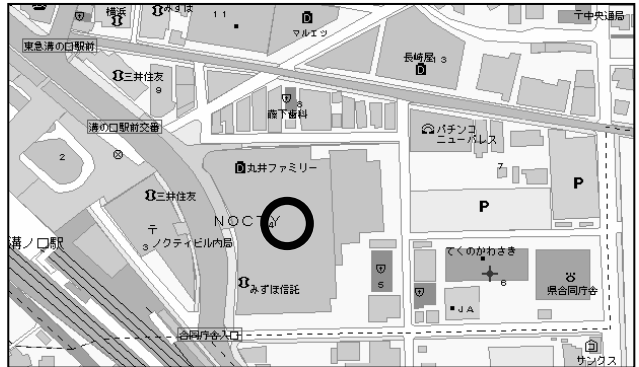 横浜
みずほ
11
マルエツ
〒中央通局
東急溝の口駅前
長崎屋
13
三井住友
9
8
藤下歯科
溝の口駅前交番
パチンコ
ニューパレス
2
7
丸井ファミリー
P
三井住友
P
NOCTY
4
溝ノ口駅
〒
3 ノクティビル内局
てくのかわさき
6
県合同庁舎
みずほ信託
5
JA
合同庁舎入口
サンクス